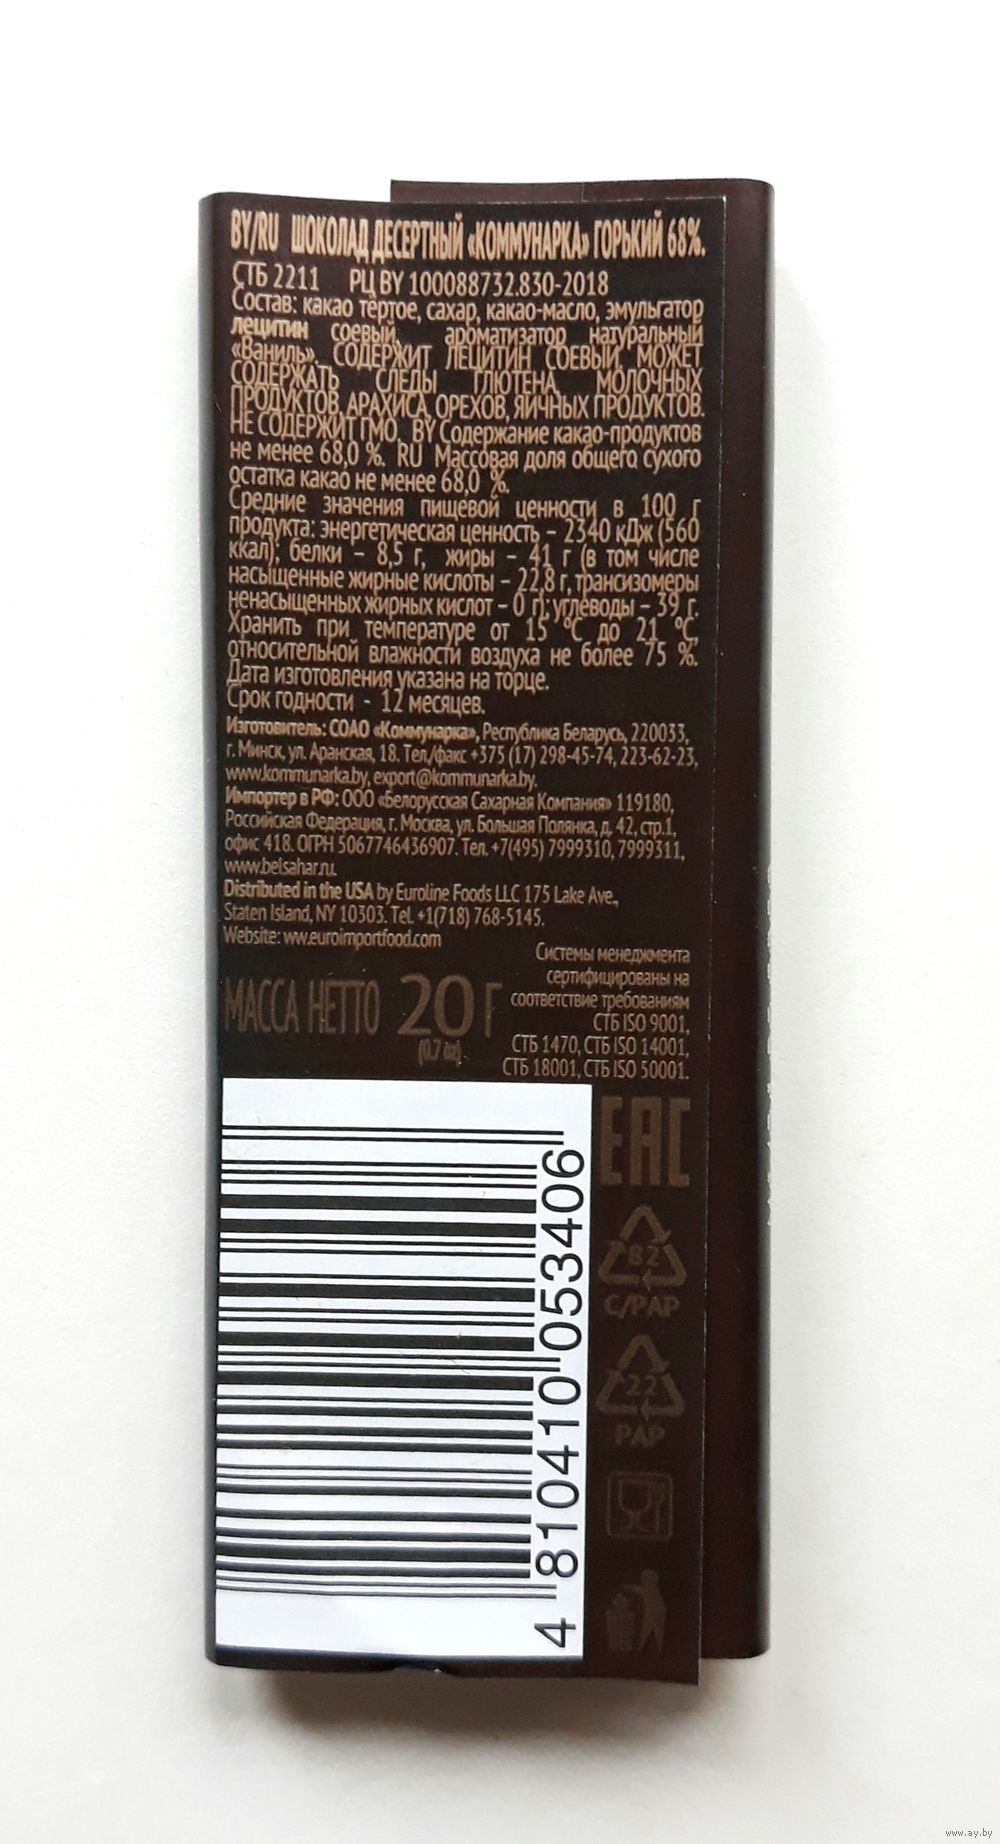 BY/RU ШОКОЛАД ДЕСЕРТНЫЙ «КОММУНАРКА» ГОРЬКИЙ 68%.
СТБ 2211 РЦ BY 100088732.830-2018
Состав: какао тёртое, сахар, какао-масло, эмульгатор
лецитин соевый, ароматизатор натуральный
«Ваниль». СОДЕРЖИТ ЛЕЦИТИН СОЕВЫЙ. МОЖЕТ
СОДЕРЖАТЬ СЛЕДЫ ГЛЮТЕНА, МОЛОЧНЫХ
ПРОДУКТОВ, АРАХИСА, ОРЕХОВ, ЯИЧНЫХ ПРОДУКТОВ.
НЕ СОДЕРЖИТ ГМО. BY Содержание какао-продуктов
не менее 68,0 %. RU Массовая доля общего сухого
остатка какао не менее 68,0 %.
Средние значения пищевой ценности в 100 г
продукта: энергетическая ценность – 2340 кДж (560
ккал); белки – 8,5 г, жиры – 41 г (в том числе
насыщенные жирные кислоты – 22,8 г, трансизомеры
ненасыщенных жирных кислот – 0 г); углеводы – 39 г.
Хранить при температуре от 15 °С до 21 °С,
относительной влажности воздуха не более 75 %.
Дата изготовления указана на торце.
Срок годности - 12 месяцев.
Изготовитель: СОАО «Коммунарка», Республика Беларусь, 220033,
г. Минск, ул. Аранская, 18. Тел./факс +375 (17) 298-45-74, 223-62-23,
www.kommunarka.by, export@kommunarka.by.
Импортер в РФ: ООО «Белорусская Сахарная Компания» 119180,
Российская Федерация, г. Москва, ул. Большая Полянка, д. 42, стр.1,
офис 418. ОГРН 5067746436907. Тел. +7(495) 7999310, 7999311,
www.belsahar.ru.
Distributed in the USA by Euroline Foods LLC 175 Lake Ave.,
Staten Island, NY 10303. Tel. +1(718) 768-5145.
Website: ww.euroimportfood.com
Системы менеджмента
сертифицированы на
соответствие требованиям
СТБ ISO 9001,
СТБ 1470, СТБ ISO 14001,
СТБ 18001, СТБ ISO 50001.
МАССА НЕТТО 20 Г
(0.7 oz)
EAC
82
C/PAP
22
PAP
4 810410 053406
www.ay.by